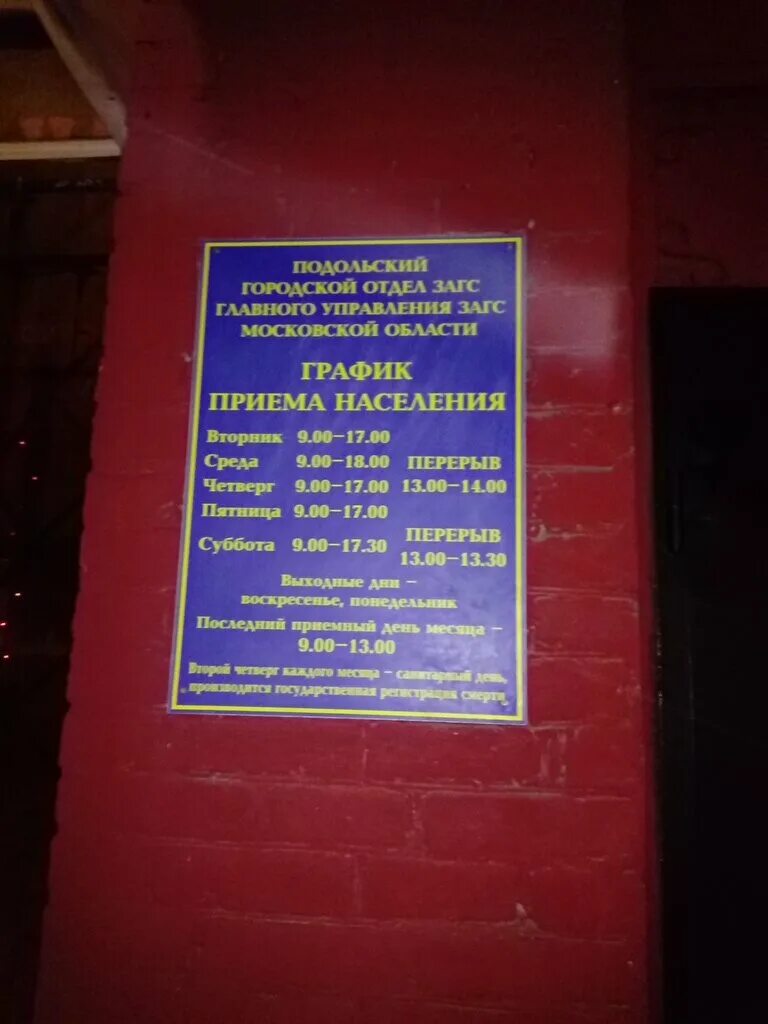 ПОДОЛЬСКИЙ
ГОРОДСКОЙ ОТДЕЛ ЗАГС
ГЛАВНОГО УПРАВЛЕНИЯ ЗАГС
МОСКОВСКОЙ ОБЛАСТИ
ГРАФИК
ПРИЕМА НАСЕЛЕНИЯ
Вторник 9.00–17.00
Среда 9.00–18.00 ПЕРЕРЫВ
Четверг 9.00–17.00 13.00–14.00
Пятница 9.00–17.00
Суббота 9.00–17.30 ПЕРЕРЫВ
13.00–13.30
Выходные дни –
воскресенье, понедельник
Последний приемный день месяца –
9.00–13.00
Второй четверг каждого месяца – санитарный день,
производится государственная регистрация смерти